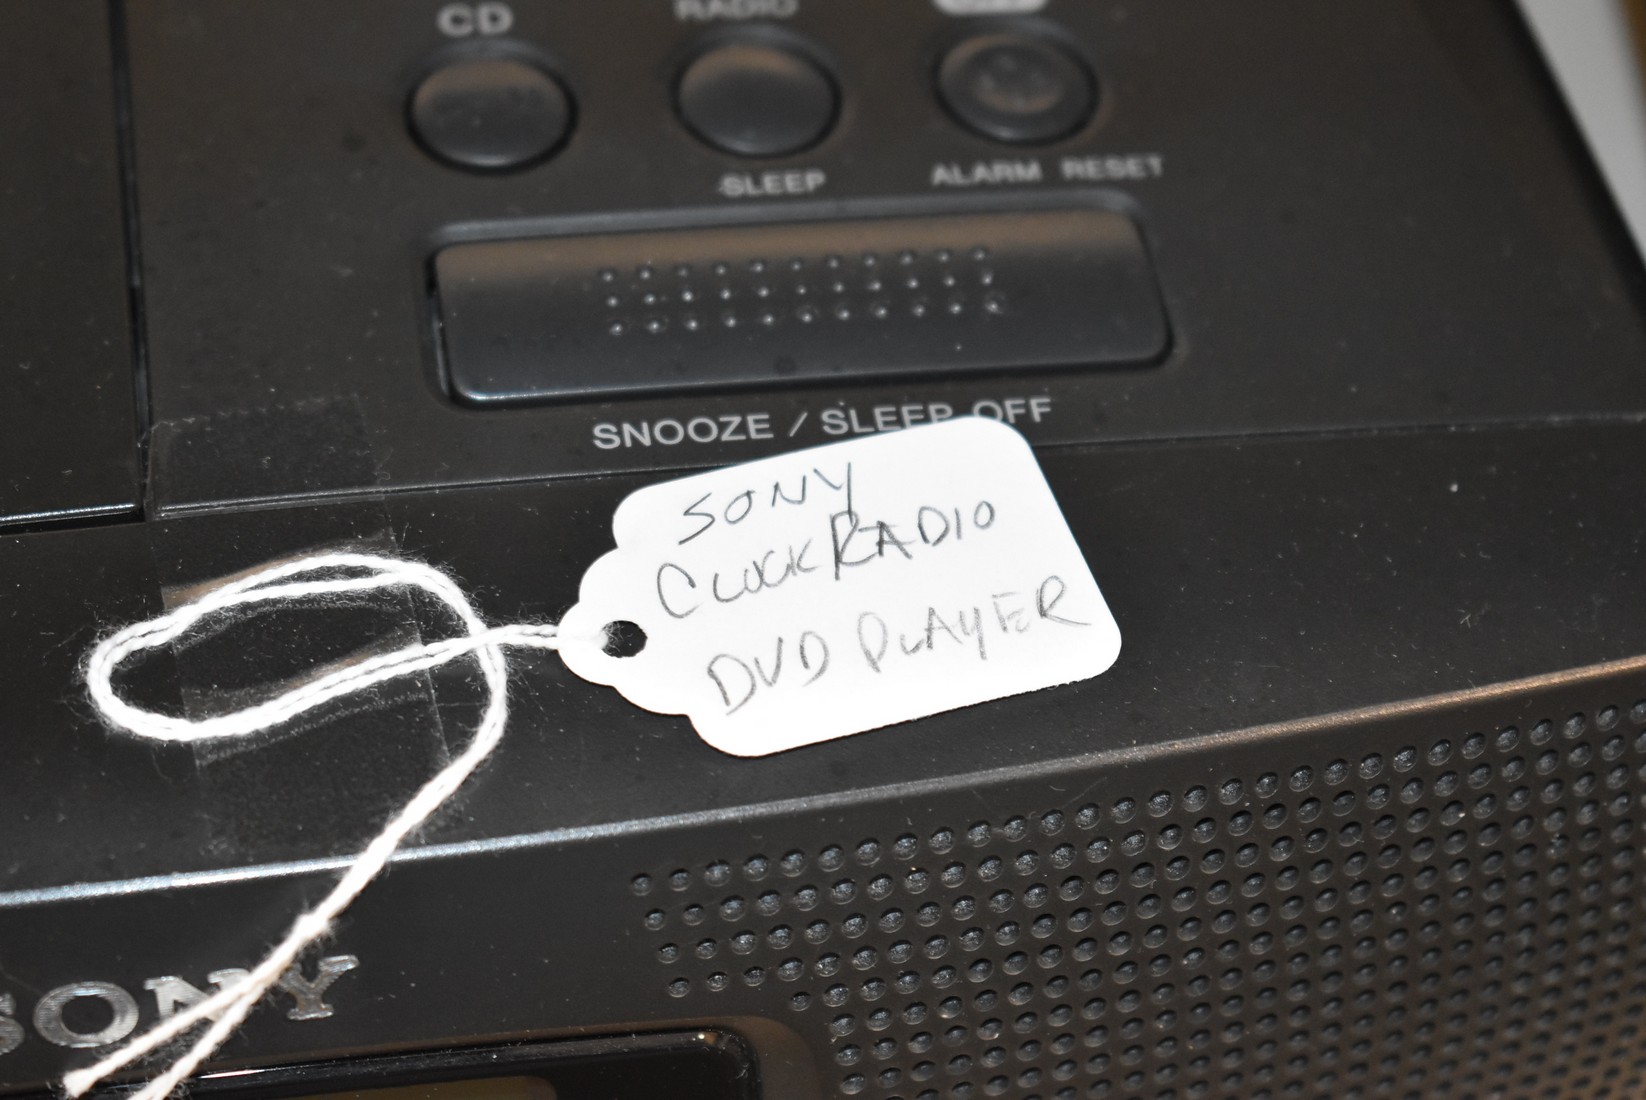 CD RADIO
SLEEP ALARM RESET
SNOOZE / SLEEP OFF
SONY
CLOCK RADIO
DVD PLAYER
SONY